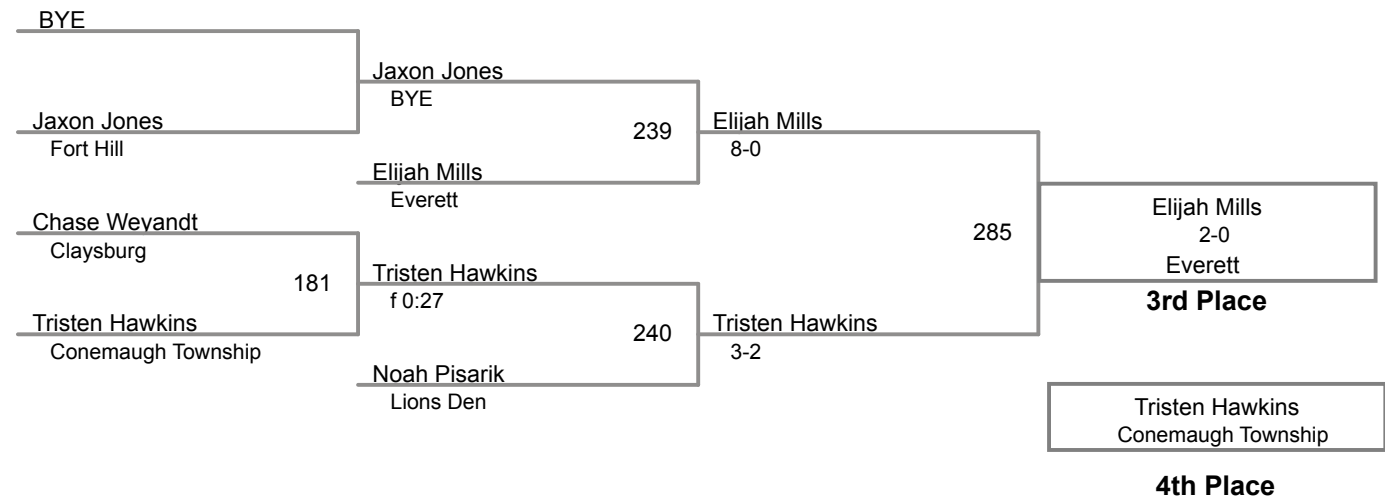 BYE
Jaxon Jones
BYE
Jaxon Jones
Fort Hill
239
Elijah Mills
8-0
Elijah Mills
Everett
Chase Weyandt
Claysburg
285
Elijah Mills
2-0
Everett
3rd Place
181
Tristen Hawkins
f 0:27
Tristen Hawkins
Conemaugh Township
240
Tristen Hawkins
3-2
Noah Pisarik
Lions Den
Tristen Hawkins
Conemaugh Township
4th Place